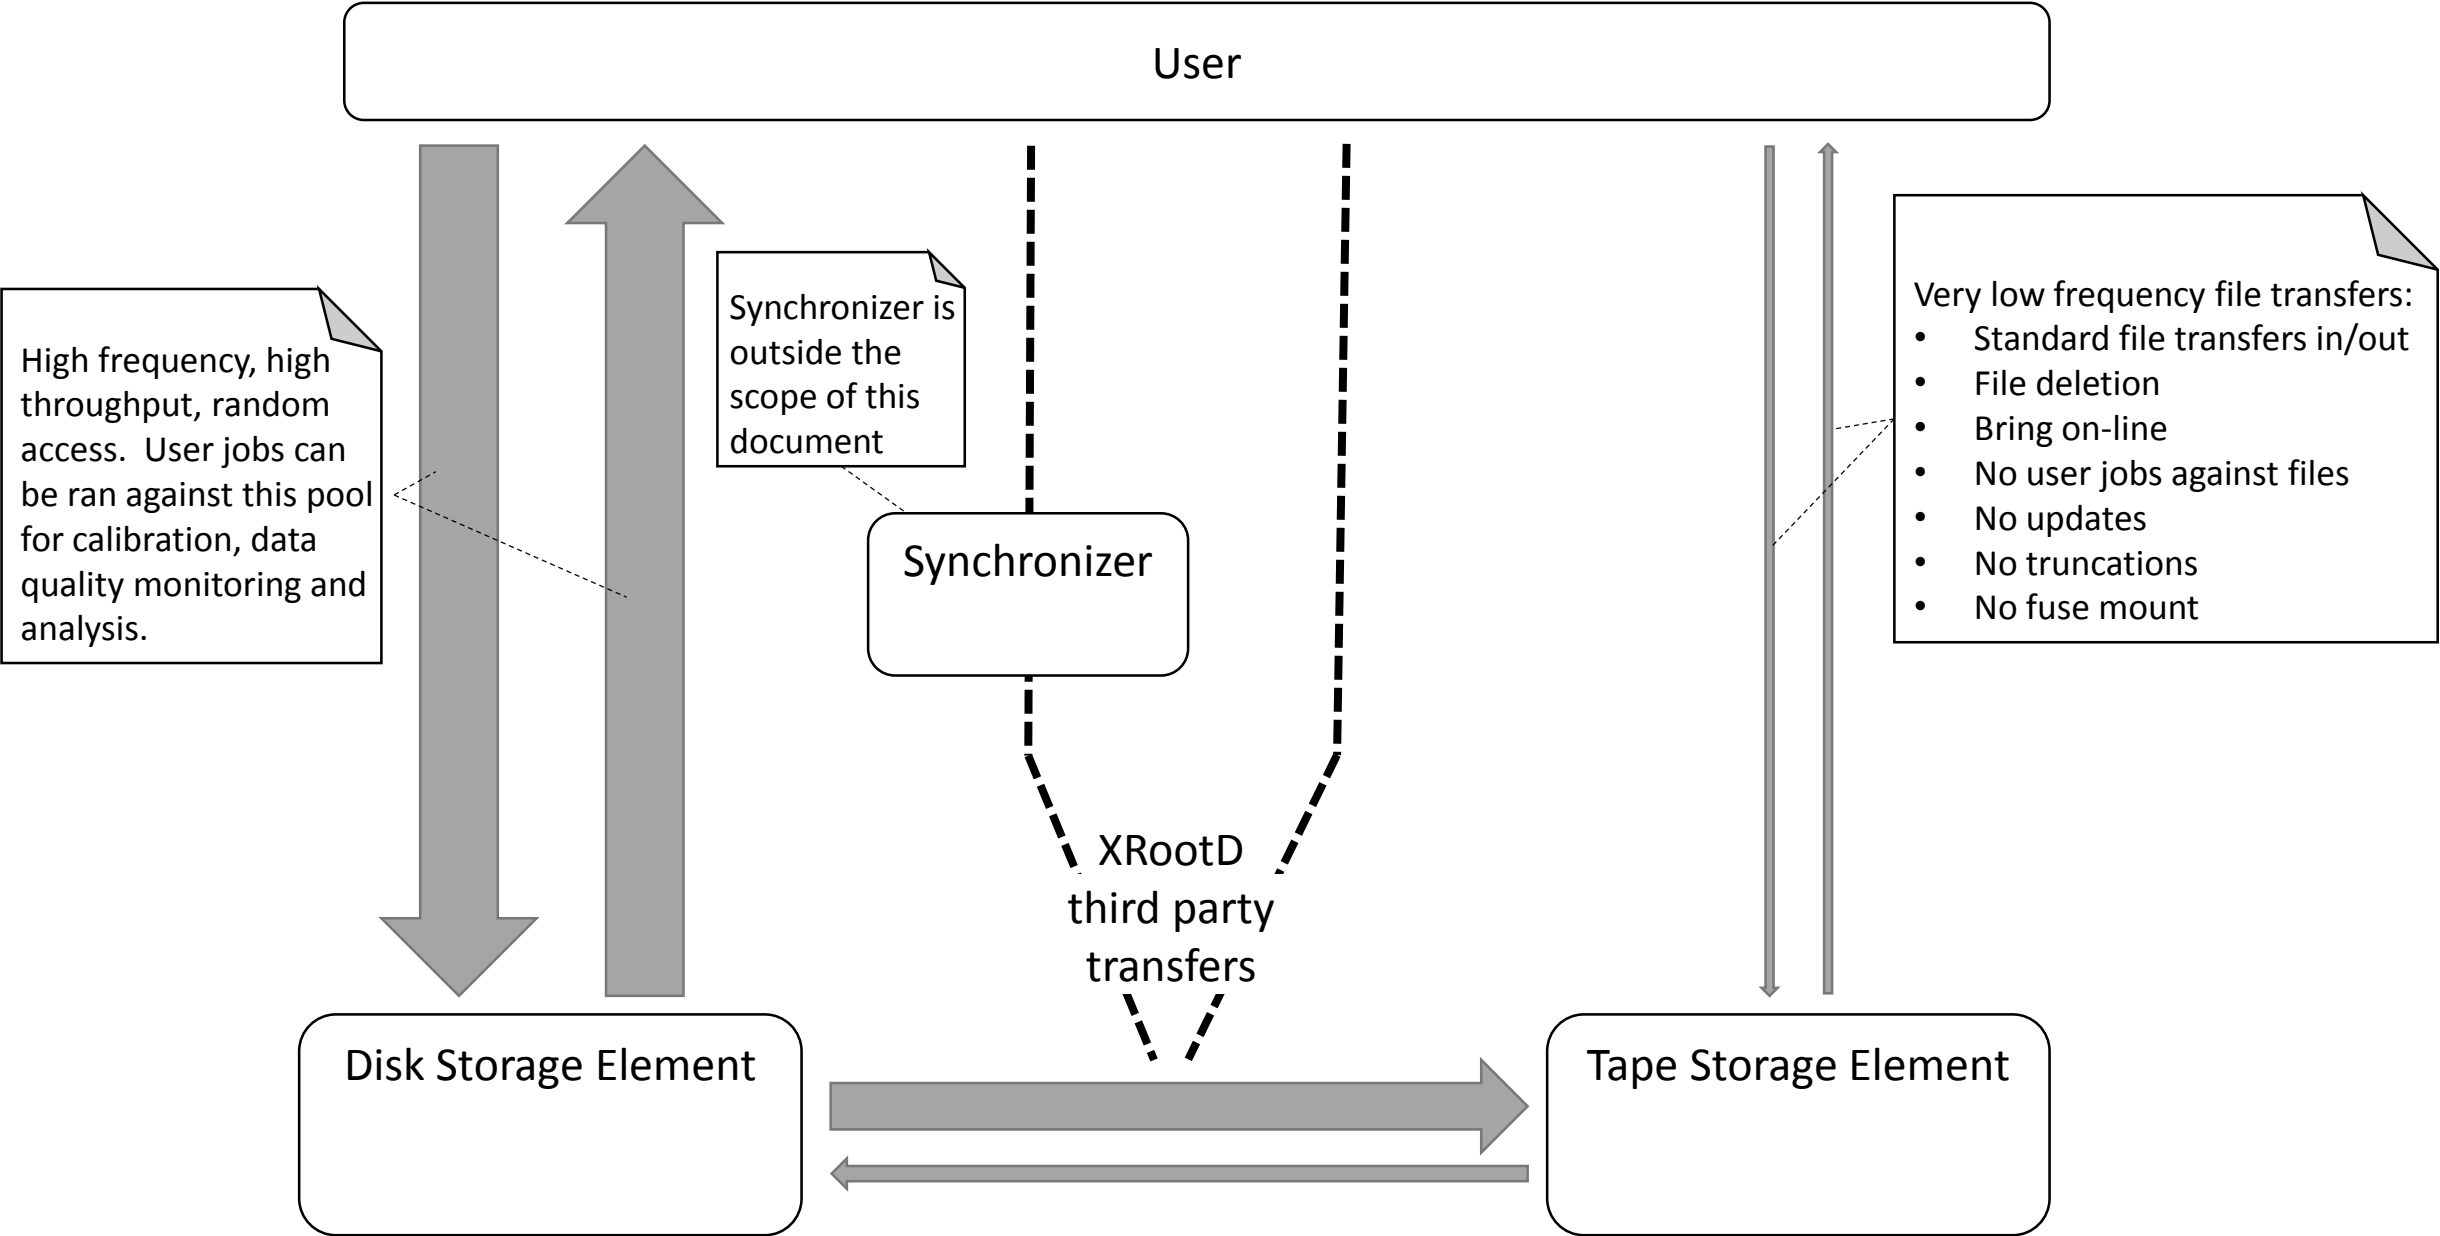 User
High frequency, high
throughput, random
access.  User jobs can
be ran against this pool
for calibration, data
quality monitoring and
analysis.
Synchronizer is
outside the
scope of this
document
Synchronizer
XRootD
third party
transfers
Very low frequency file transfers:
• Standard file transfers in/out
• File deletion
• Bring on-line
• No user jobs against files
• No updates
• No truncations
• No fuse mount
Disk Storage Element
Tape Storage Element